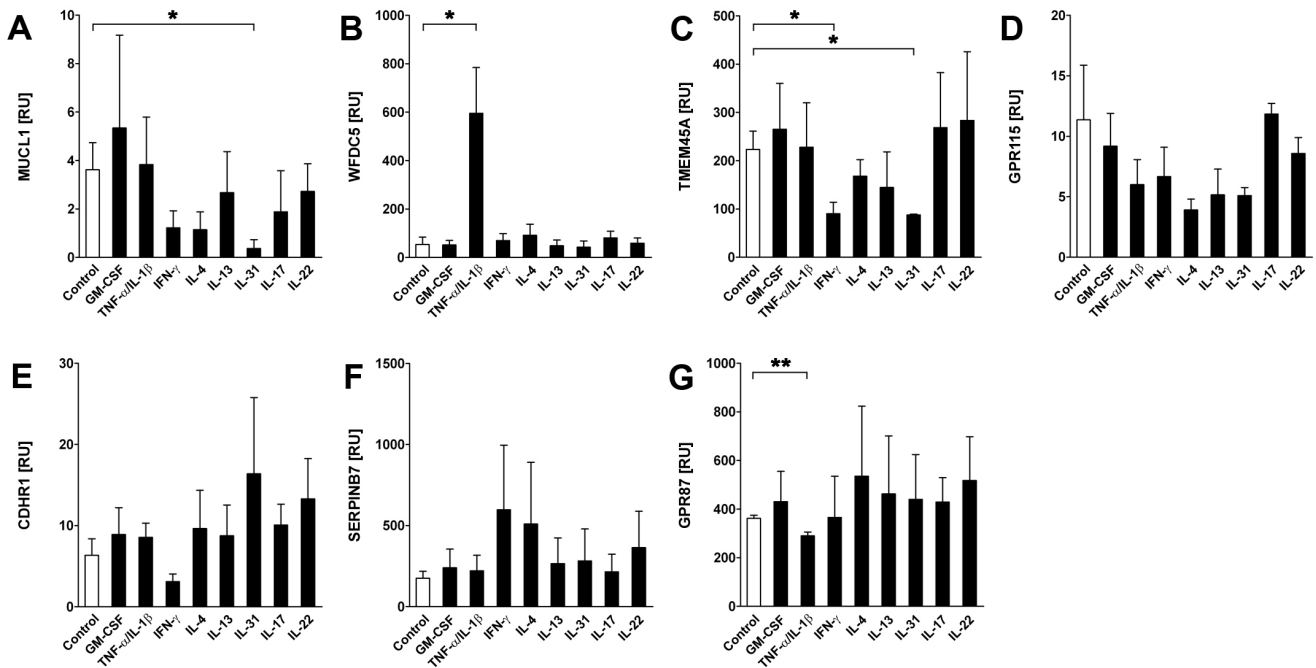 A
MUCL1 [RU]
10
8
6
4
2
0
*
Control
GM-CSF
TNF-α/IL-1β
IFN-γ
IL-4
IL-13
IL-31
IL-17
IL-22
B
WFDC5 [RU]
1000
800
600
400
200
0
*
Control
GM-CSF
TNF-α/IL-1β
IFN-γ
IL-4
IL-13
IL-31
IL-17
IL-22
C
TMEM45A [RU]
500
400
300
200
100
0
*
*
Control
GM-CSF
TNF-α/IL-1β
IFN-γ
IL-4
IL-13
IL-31
IL-17
IL-22
D
GPR115 [RU]
20
15
10
5
0
Control
GM-CSF
TNF-α/IL-1β
IFN-γ
IL-4
IL-13
IL-31
IL-17
IL-22
E
CDHR1 [RU]
30
20
10
0
Control
GM-CSF
TNF-α/IL-1β
IFN-γ
IL-4
IL-13
IL-31
IL-17
IL-22
F
SERPINB7 [RU]
1500
1000
500
0
Control
GM-CSF
TNF-α/IL-1β
IFN-γ
IL-4
IL-13
IL-31
IL-17
IL-22
G
GPR87 [RU]
1000
800
600
400
200
0
**
Control
GM-CSF
TNF-α/IL-1β
IFN-γ
IL-4
IL-13
IL-31
IL-17
IL-22